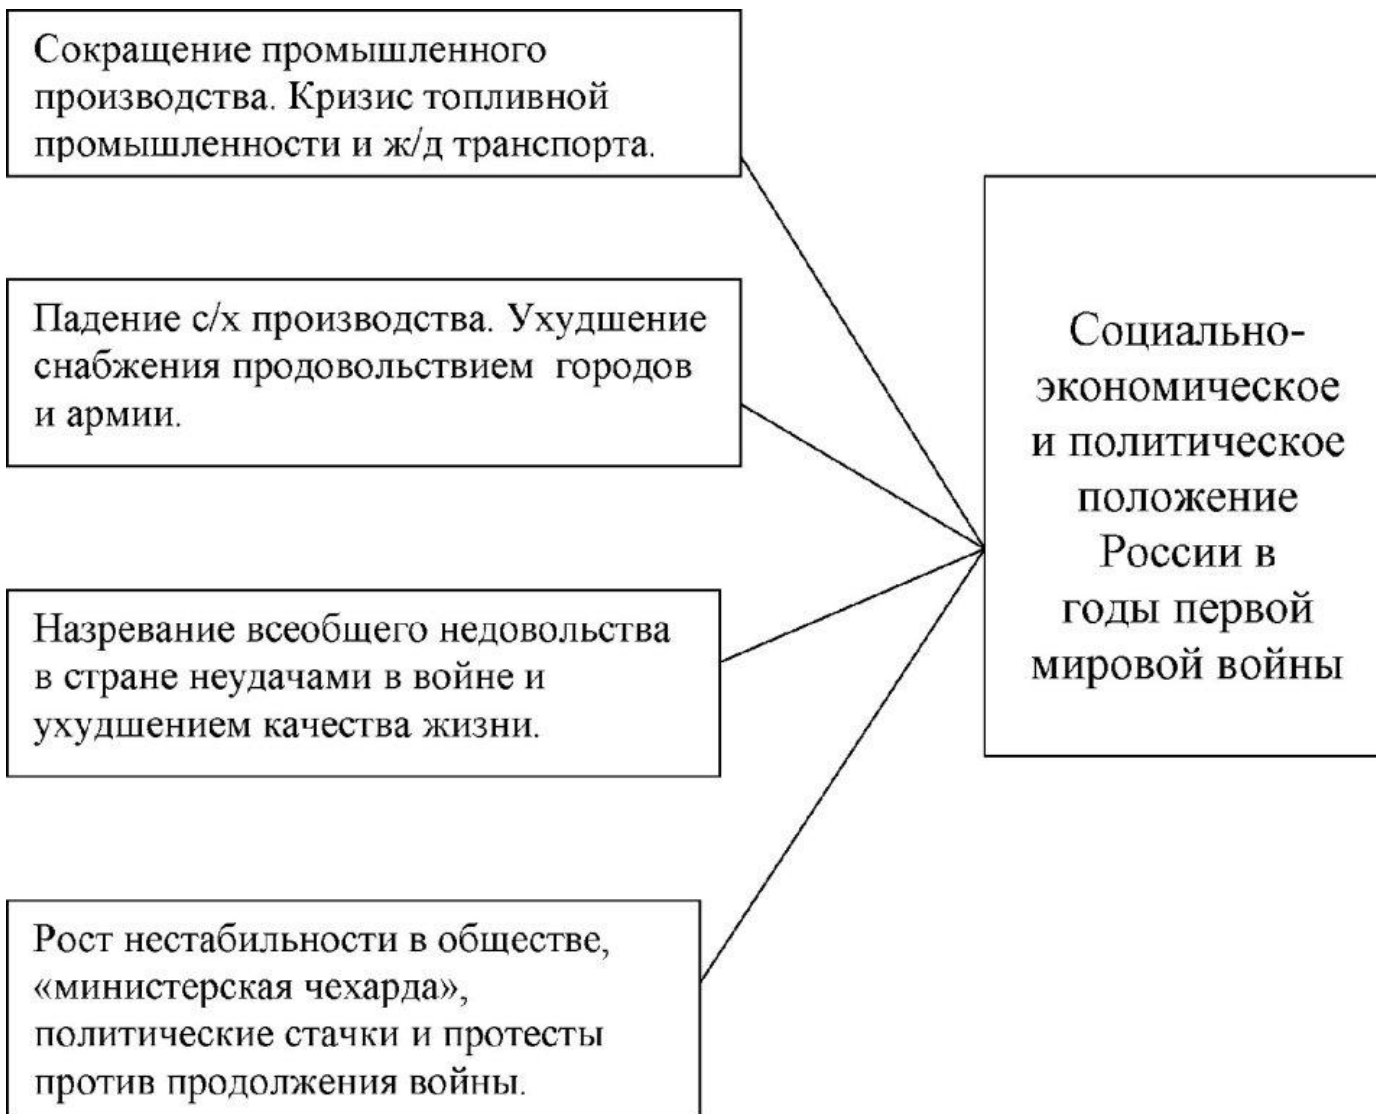 Сокращение промышленного
производства. Кризис топливной
промышленности и ж/д транспорта.
Падение с/х производства. Ухудшение
снабжения продовольствием городов
и армии.
Назревание всеобщего недовольства
в стране неудачами в войне и
ухудшением качества жизни.
Рост нестабильности в обществе,
«министерская чехарда»,
политические стачки и протесты
против продолжения войны.
Социально-
экономическое
и политическое
положение
России в
годы первой
мировой войны